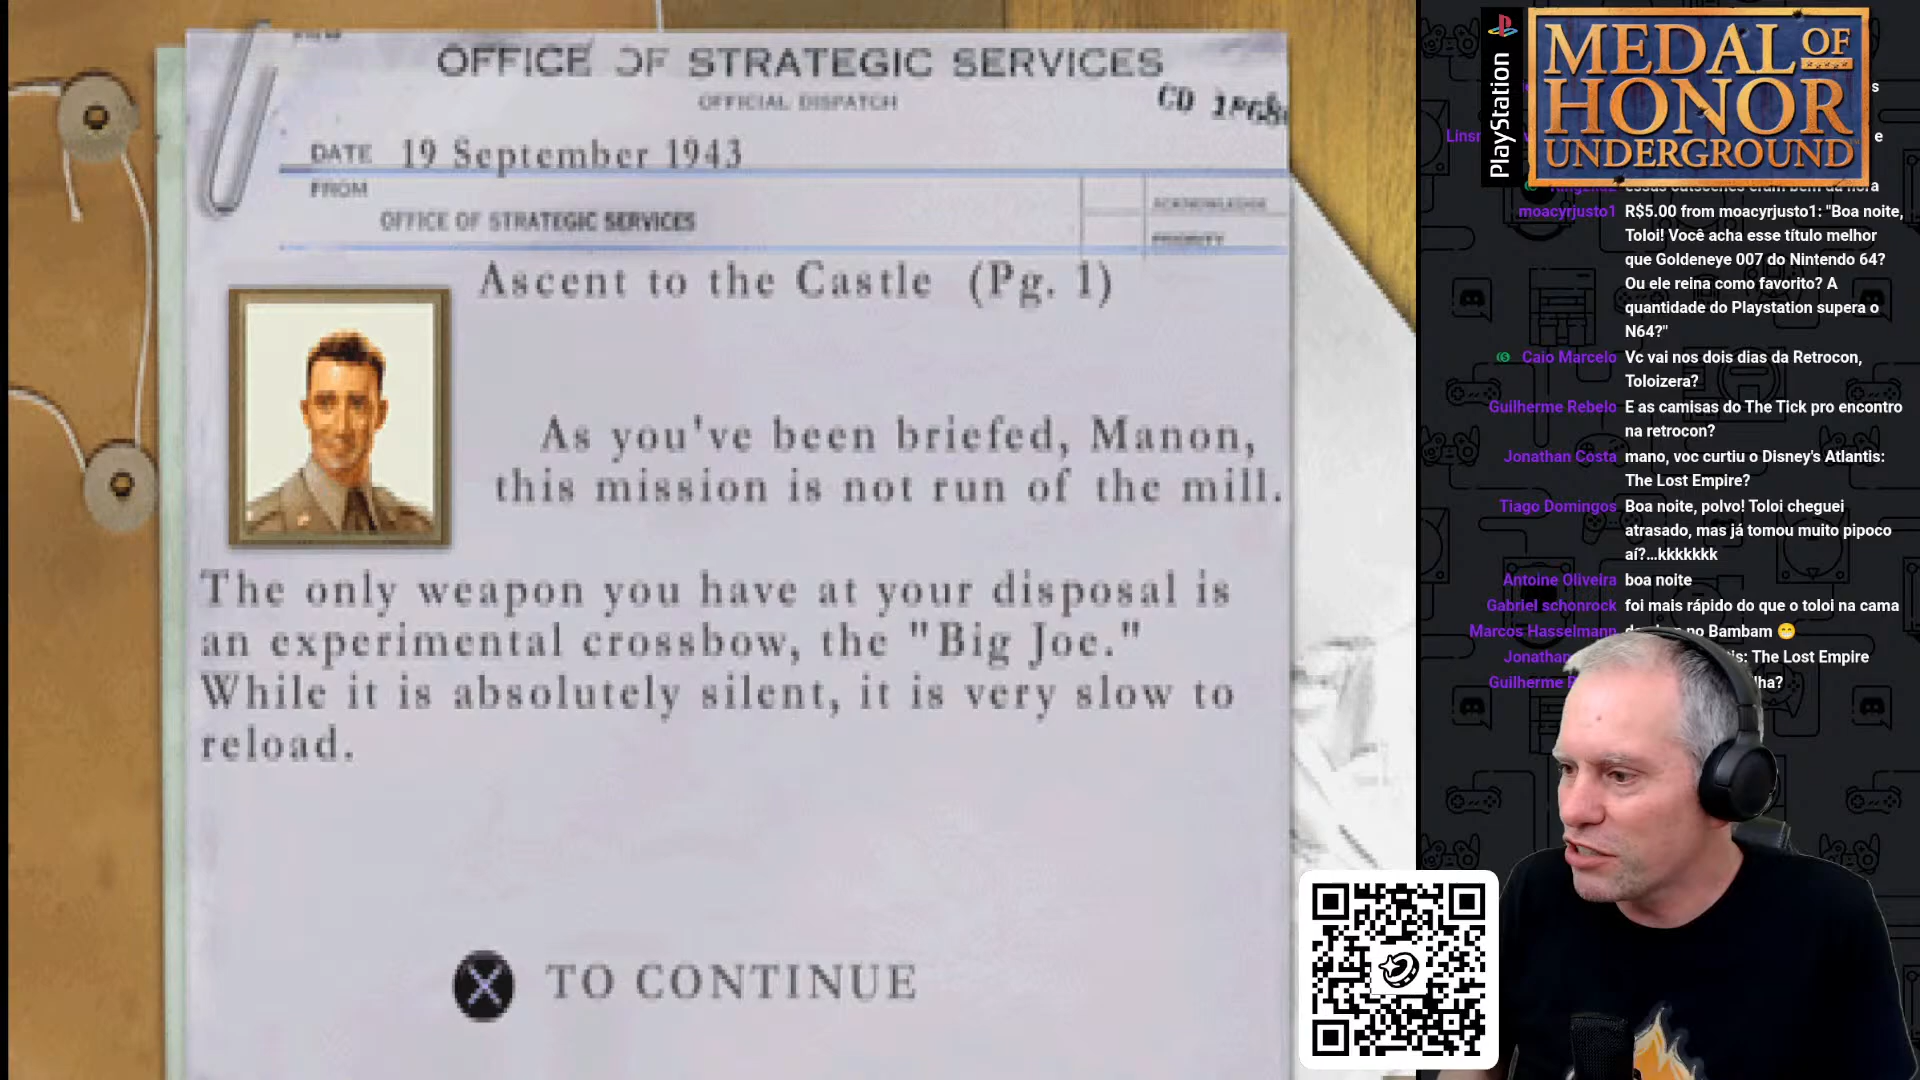 OFFICE OF STRATEGIC SERVICES
OFFICIAL DISPATCH
DATE 19 September 1943
FROM
OFFICE OF STRATEGIC SERVICES
ACKNOWLEDGE
PRIORITY
Ascent to the Castle (Pg. 1)
As you've been briefed, Manon,
this mission is not run of the mill.
The only weapon you have at your disposal is
an experimental crossbow, the "Big Joe."
While it is absolutely silent, it is very slow to
reload.
X TO CONTINUE
PlayStation
MEDAL OF
HONOR
UNDERGROUND
moacyrjusto1 R$5.00 from moacyrjusto1: "Boa noite,
Toloi! Você acha esse título melhor
que Goldeneye 007 do Nintendo 64?
Ou ele reina como favorito? A
quantidade do Playstation supera o
N64?"
Caio Marcelo Vc vai nos dois dias da Retrocon,
Toloizera?
Guilherme Rebelo E as camisas do The Tick pro encontro
na retrocon?
Jonathan Costa mano, voc curtiu o Disney's Atlantis:
The Lost Empire?
Tiago Domingos Boa noite, polvo! Toloi cheguei
atrasado, mas já tomou muito pipoco
aí?...kkkkkkk
Antoine Oliveira boa noite
Gabriel schonrock foi mais rápido do que o toloi na cama
Marcos Hasselmann no Bambam 😁
Jonathan The Lost Empire
Guilherme